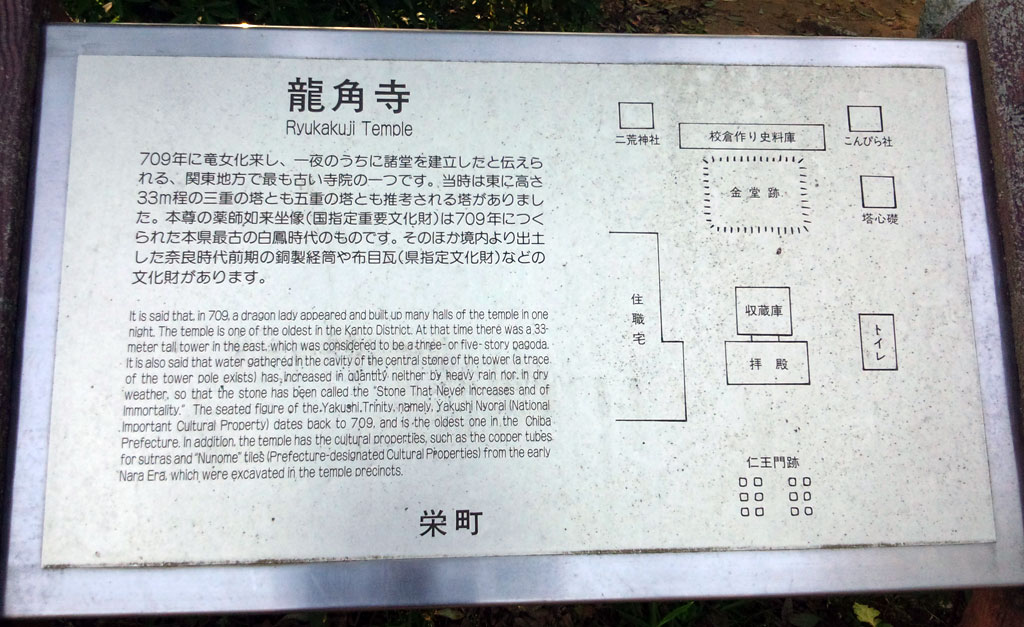 龍角寺
Ryukakuji Temple
709年に竜女化来し、一夜のうちに諸堂を建立したと伝えら
れる、関東地方で最も古い寺院の一つです。当時は東に高さ
33m程の三重の塔とも五重の塔とも推考される塔がありまし
た。本尊の薬師如来坐像(国指定重要文化財)は709年につく
られた本県最古の白鳳時代のものです。そのほか境内より出土
した奈良時代前期の銅製経筒や布目瓦(県指定文化財)などの
文化財があります。
It is said that, in 709, a dragon lady appeared and built up many halls of the temple in one
night. The temple is one of the oldest in the Kanto District. At that time there was a 33-
meter tall tower in the east, which was considered to be a three- or five-story pagoda.
It is also said that water gathered in the cavity of the central stone of the tower (a trace
of the tower pole exists) has increased in quantity neither by heavy rain nor in dry
weather, so that the stone has been called the "Stone That Never Increases and of
Immortality." The seated figure of the Yakushi Trinity, namely, Yakushi Nyorai (National
Important Cultural Property) dates back to 709, and is the oldest one in the Chiba
Prefecture. In addition, the temple has the cultural properties, such as the copper tubes
for sutras and "Nunome" tiles (Prefecture-designated Cultural Properties) from the early
Nara Era, which were excavated in the temple precincts.
栄町
二荒神社
校倉作り史料庫
こんぴら社
金堂跡
塔心礎
住職宅
収蔵庫
拝殿
トイレ
仁王門跡